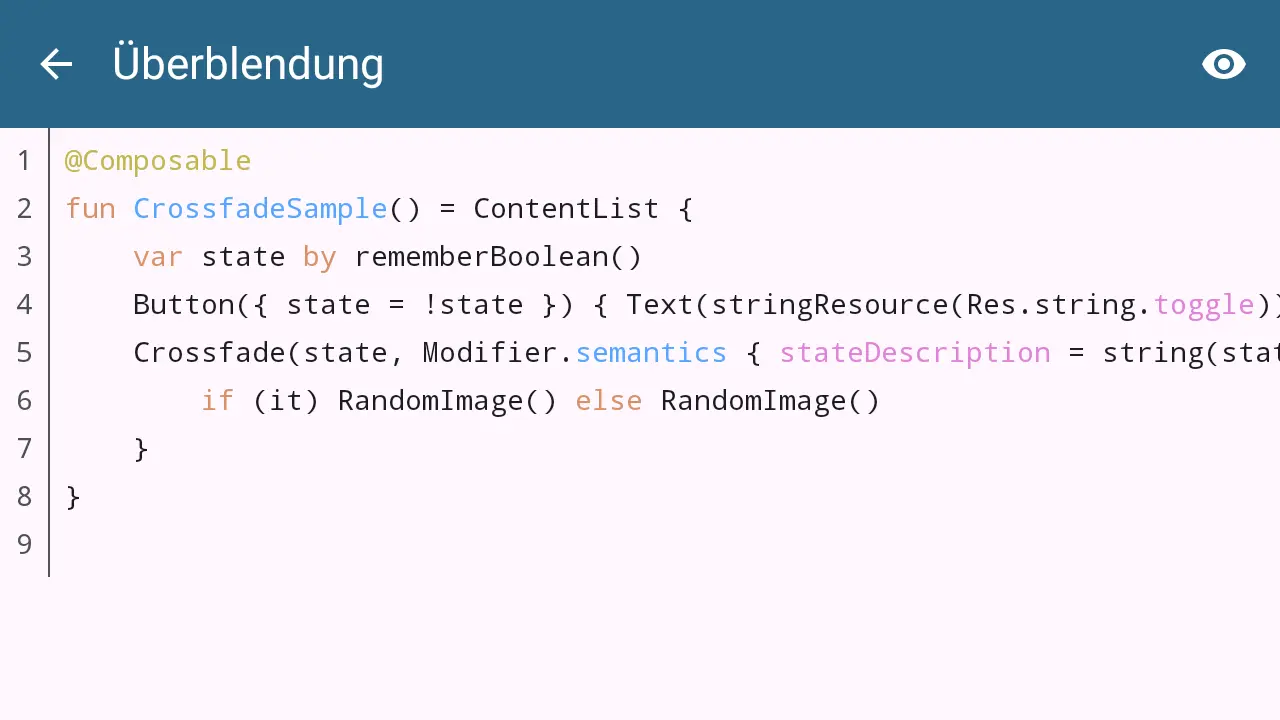 Überblendung
1 @Composable
2 fun CrossfadeSample() = ContentList {
3 var state by rememberBoolean()
4 Button({ state = !state }) { Text(stringResource(Res.string.toggle))
5 Crossfade(state, Modifier.semantics { stateDescription = string(stat
6 if (it) RandomImage() else RandomImage()
7 }
8 }
9